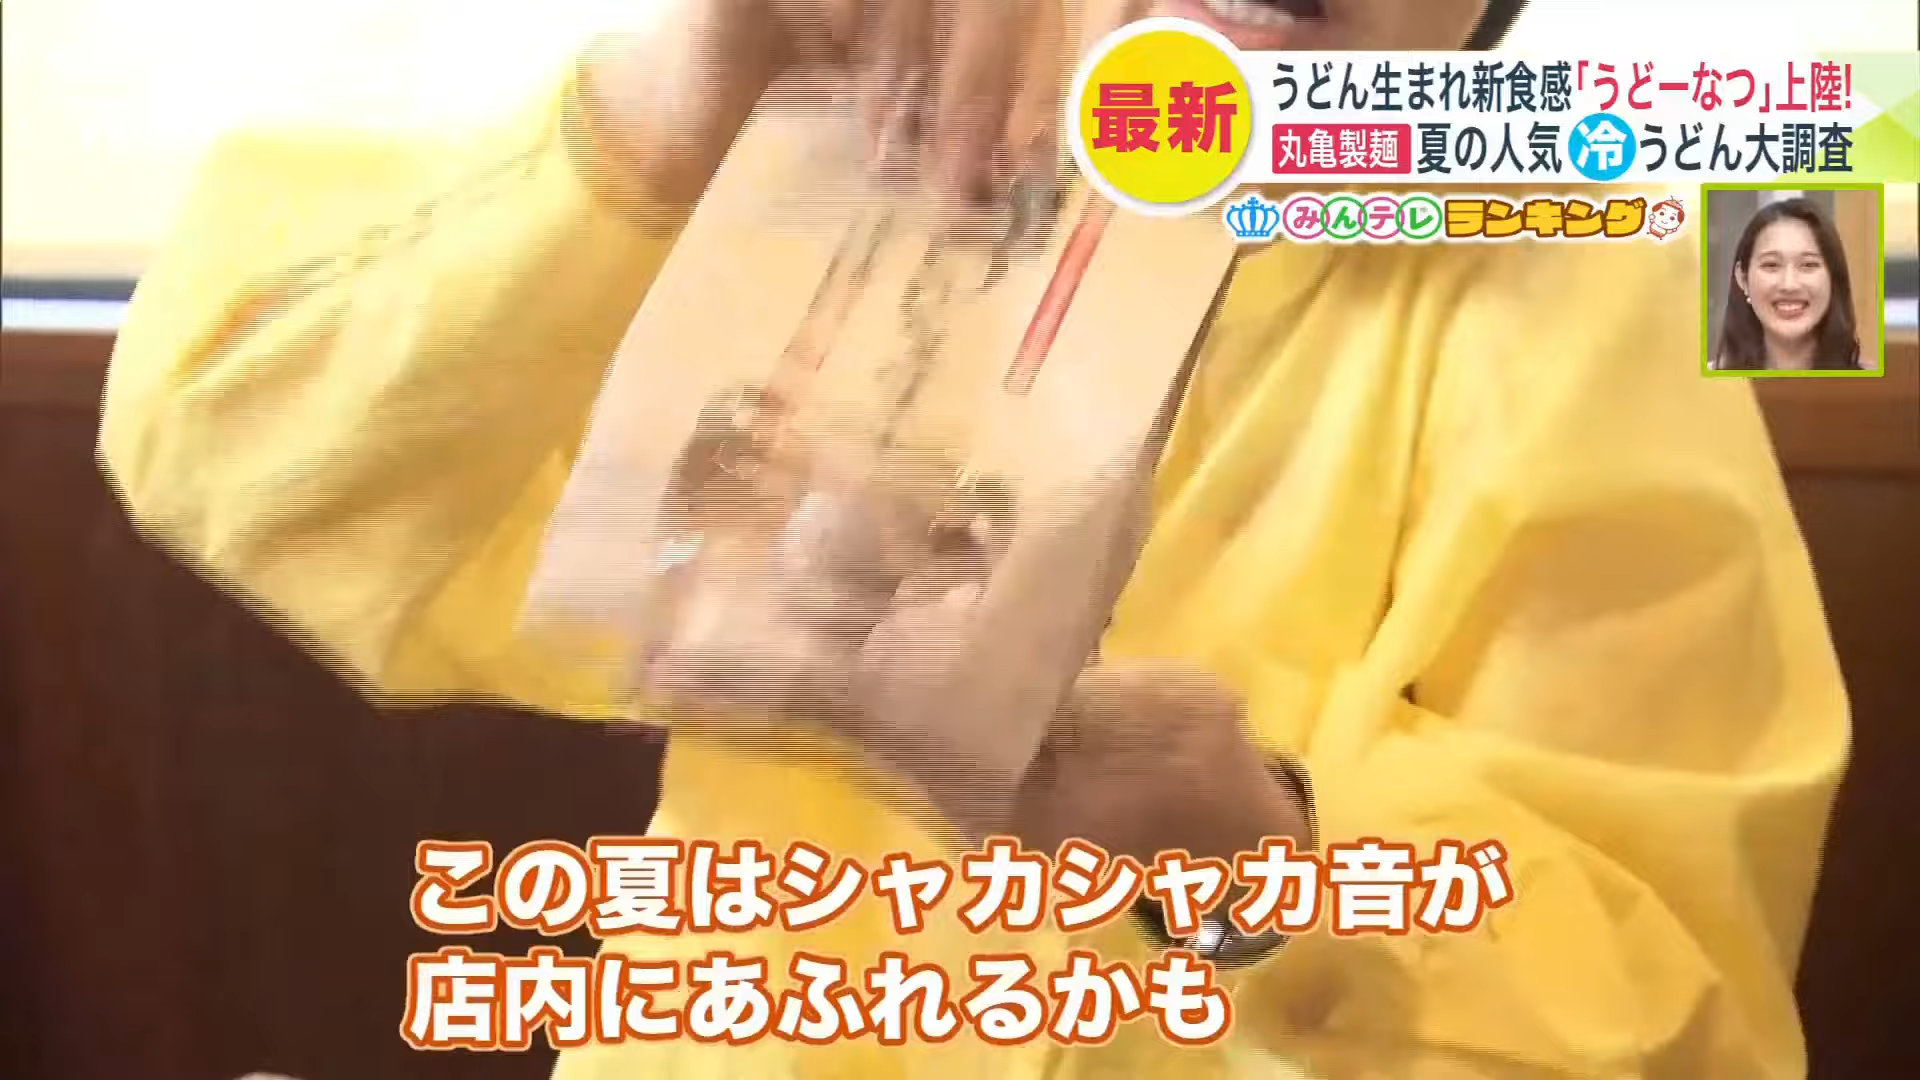 最新
うどん生まれ新食感「うどーなつ」上陸!
丸亀製麺 夏の人気 冷 うどん大調査
みんテレランキング
この夏はシャカシャカ音が
店内にあふれるかも